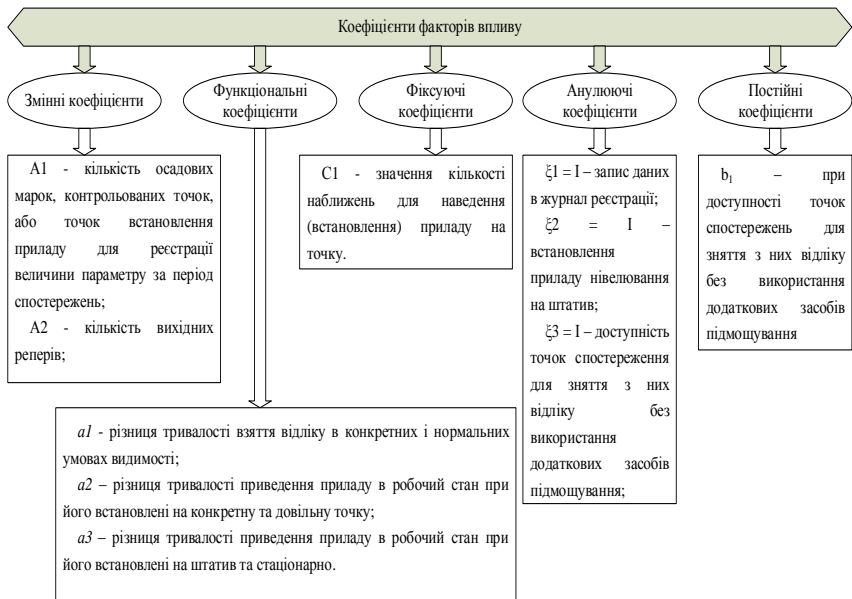 Коефіцієнти факторів впливу
Змінні коефіцієнти
Функціональні
коефіцієнти
Фіксуючі
коефіцієнти
Анулюючі
коефіцієнти
Постійні
коефіцієнти
А1 - кількість осадових
марок, контрольованих точок,
або точок встановлення
приладу для реєстрації
величини параметру за період
спостережень;
А2 - кількість вихідних
реперів;
С1 - значення кількості
наближень для наведення
(встановлення) приладу на
точку.
ξ1 = I – запис даних
в журнал реєстрації;
ξ2 = I –
встановлення
приладу нівелювання
на штатив;
ξ3 = I – доступність
точок спостереження
для зняття з них
відліку без
використання
додаткових засобів
підмощування;
b₁ – при
доступності точок
спостережень для
зняття з них відліку
без використання
додаткових засобів
підмощування
а1 - різниця тривалості взяття відліку в конкретних і нормальних
умовах видимості;
а2 – різниця тривалості приведення приладу в робочий стан при
його встановлені на конкретну та довільну точку;
а3 – різниця тривалості приведення приладу в робочий стан при
його встановлені на штатив та стаціонарно.